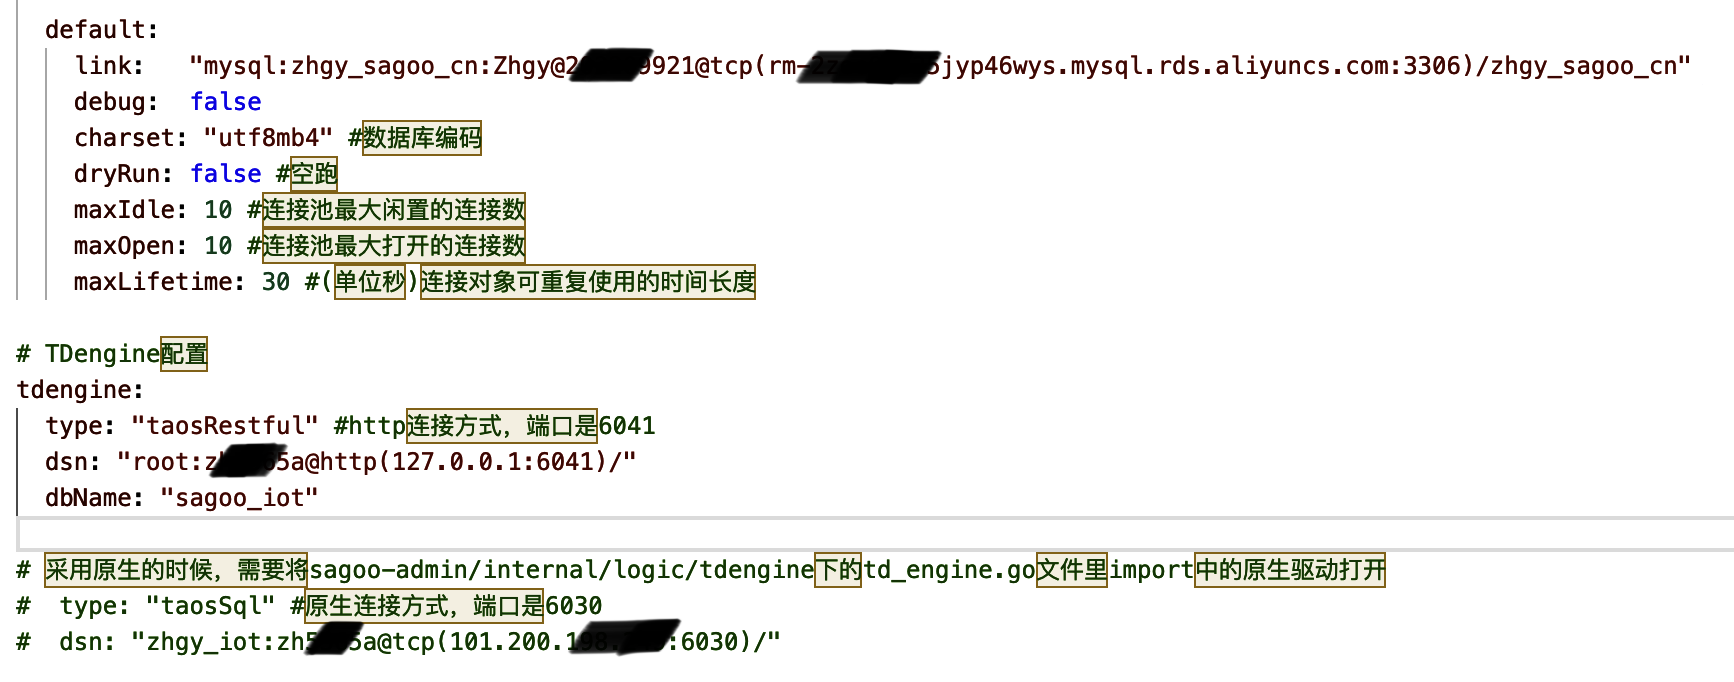 default:
link: "mysql:zhgy_sagoo_cn:Zhgy@2 9921@tcp(rm- 5jyp46wys.mysql.rds.aliyuncs.com:3306)/zhgy_sagoo_cn"
debug: false
charset: "utf8mb4" #数据库编码
dryRun: false #空跑
maxIdle: 10 #连接池最大闲置的连接数
maxOpen: 10 #连接池最大打开的连接数
maxLifetime: 30 #(单位秒)连接对象可重复使用的时间长度
# TDengine配置
tdengine:
type: "taosRestful" #http连接方式，端口是6041
dsn: "root:z 5a@http(127.0.0.1:6041)/"
dbName: "sagoo_iot"
# 采用原生的时候，需要将sagoo-admin/internal/logic/tdengine下的td_engine.go文件里import中的原生驱动打开
# type: "taosSql" #原生连接方式，端口是6030
# dsn: "zhgy_iot:zh 5a@tcp(101.200. :6030)/"